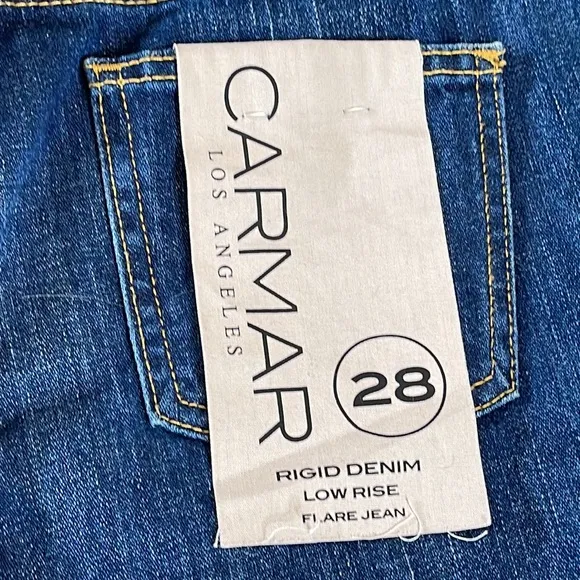 CARMAR
LOS ANGELES
28
RIGID DENIM
LOW RISE
FLARE JEAN